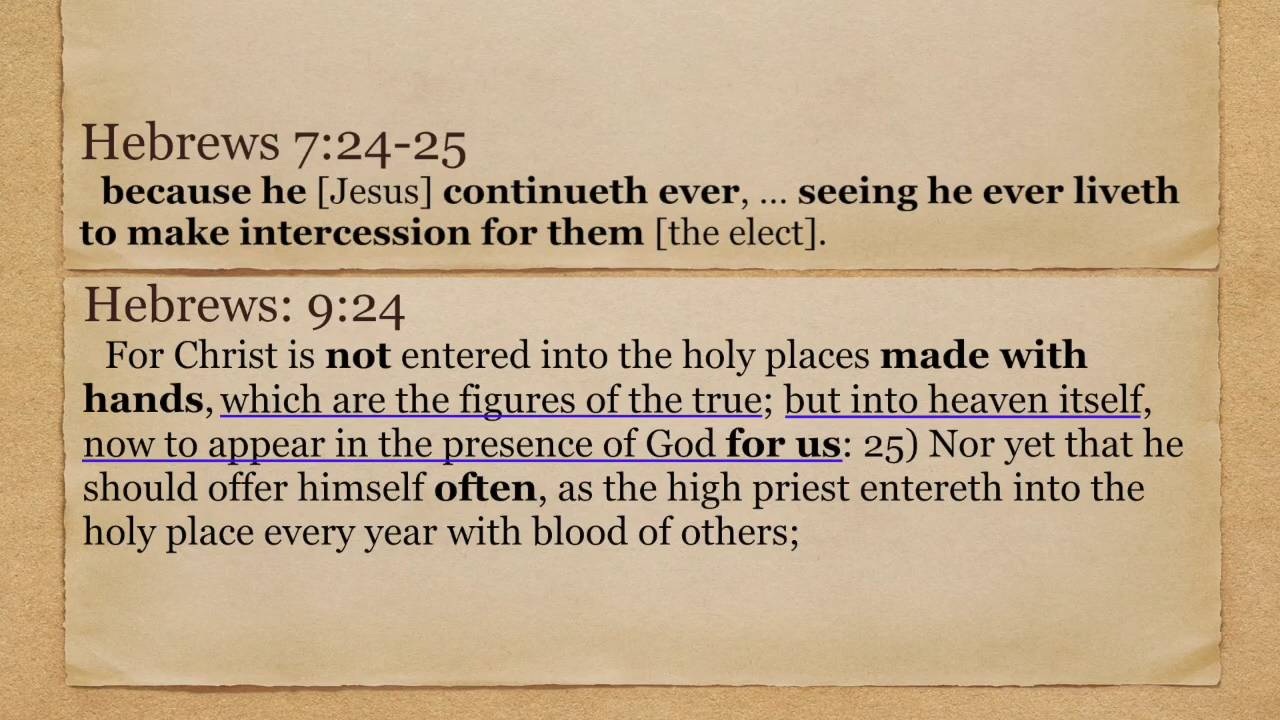 Hebrews 7:24-25
because he [Jesus] continueth ever, ... seeing he ever liveth
to make intercession for them [the elect].
Hebrews: 9:24
For Christ is not entered into the holy places made with
hands, which are the figures of the true; but into heaven itself,
now to appear in the presence of God for us: 25) Nor yet that he
should offer himself often, as the high priest entereth into the
holy place every year with blood of others;